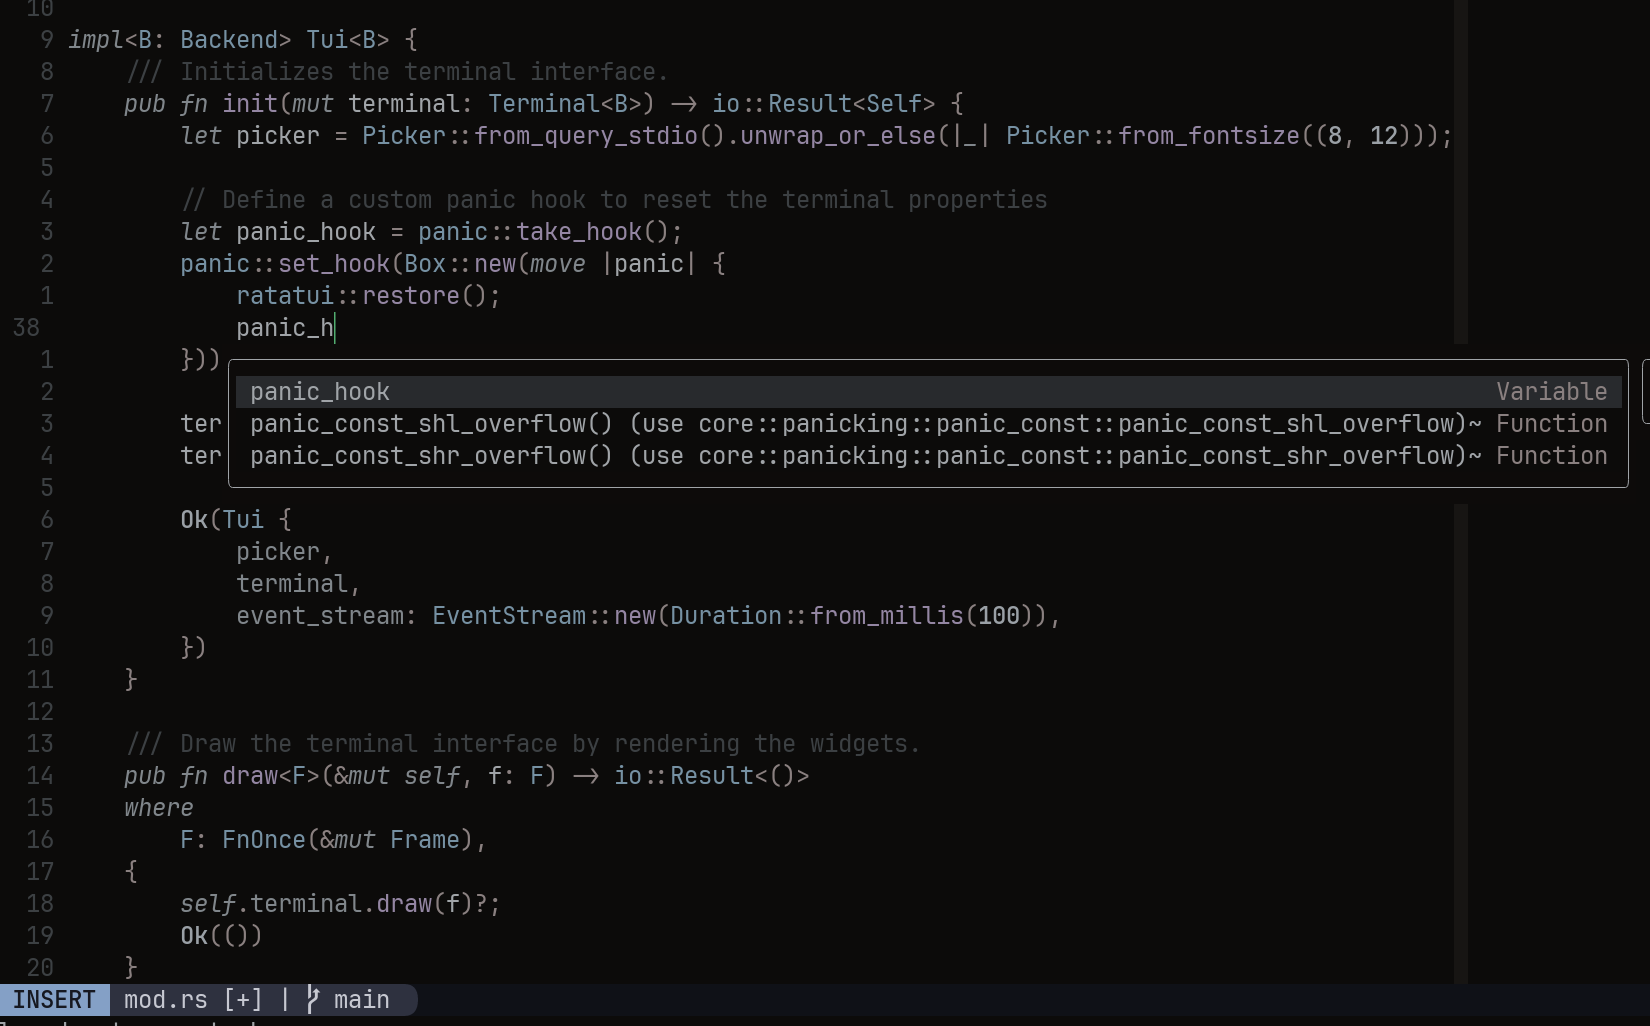 10
9 impl<B: Backend> Tui<B> {
8 /// Initializes the terminal interface.
7 pub fn init(mut terminal: Terminal<B>) -> io::Result<Self> {
6 let picker = Picker::from_query_stdio().unwrap_or_else(|_| Picker::from_fontsize((8, 12)));
5
4 // Define a custom panic hook to reset the terminal properties
3 let panic_hook = panic::take_hook();
2 panic::set_hook(Box::new(move |panic| {
1 ratatui::restore();
38 panic_h
1 }))
2 panic_hook Variable
3 ter panic_const_shl_overflow() (use core::panicking::panic_const::panic_const_shl_overflow)~ Function
4 ter panic_const_shr_overflow() (use core::panicking::panic_const::panic_const_shr_overflow)~ Function
5
6 Ok(Tui {
7 picker,
8 terminal,
9 event_stream: EventStream::new(Duration::from_millis(100)),
10 })
11 }
12
13 /// Draw the terminal interface by rendering the widgets.
14 pub fn draw<F>(&mut self, f: F) -> io::Result<()>
15 where
16 F: FnOnce(&mut Frame),
17 {
18 self.terminal.draw(f)?;
19 Ok(())
20 }
INSERT mod.rs [+] | main